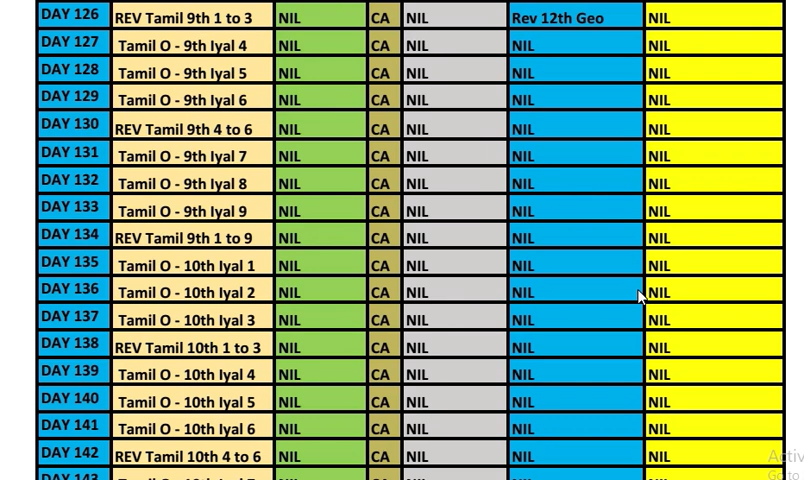 DAY 126 REV Tamil 9th 1 to 3 NIL CA NIL Rev 12th Geo NIL
DAY 127 Tamil O - 9th Iyal 4 NIL CA NIL NIL NIL
DAY 128 Tamil O - 9th Iyal 5 NIL CA NIL NIL NIL
DAY 129 Tamil O - 9th Iyal 6 NIL CA NIL NIL NIL
DAY 130 REV Tamil 9th 4 to 6 NIL CA NIL NIL NIL
DAY 131 Tamil O - 9th Iyal 7 NIL CA NIL NIL NIL
DAY 132 Tamil O - 9th Iyal 8 NIL CA NIL NIL NIL
DAY 133 Tamil O - 9th Iyal 9 NIL CA NIL NIL NIL
DAY 134 REV Tamil 9th 1 to 9 NIL CA NIL NIL NIL
DAY 135 Tamil O - 10th Iyal 1 NIL CA NIL NIL NIL
DAY 136 Tamil O - 10th Iyal 2 NIL CA NIL NIL NIL
DAY 137 Tamil O - 10th Iyal 3 NIL CA NIL NIL NIL
DAY 138 REV Tamil 10th 1 to 3 NIL CA NIL NIL NIL
DAY 139 Tamil O - 10th Iyal 4 NIL CA NIL NIL NIL
DAY 140 Tamil O - 10th Iyal 5 NIL CA NIL NIL NIL
DAY 141 Tamil O - 10th Iyal 6 NIL CA NIL NIL NIL
DAY 142 REV Tamil 10th 4 to 6 NIL CA NIL NIL NIL
DAY 143
Go to